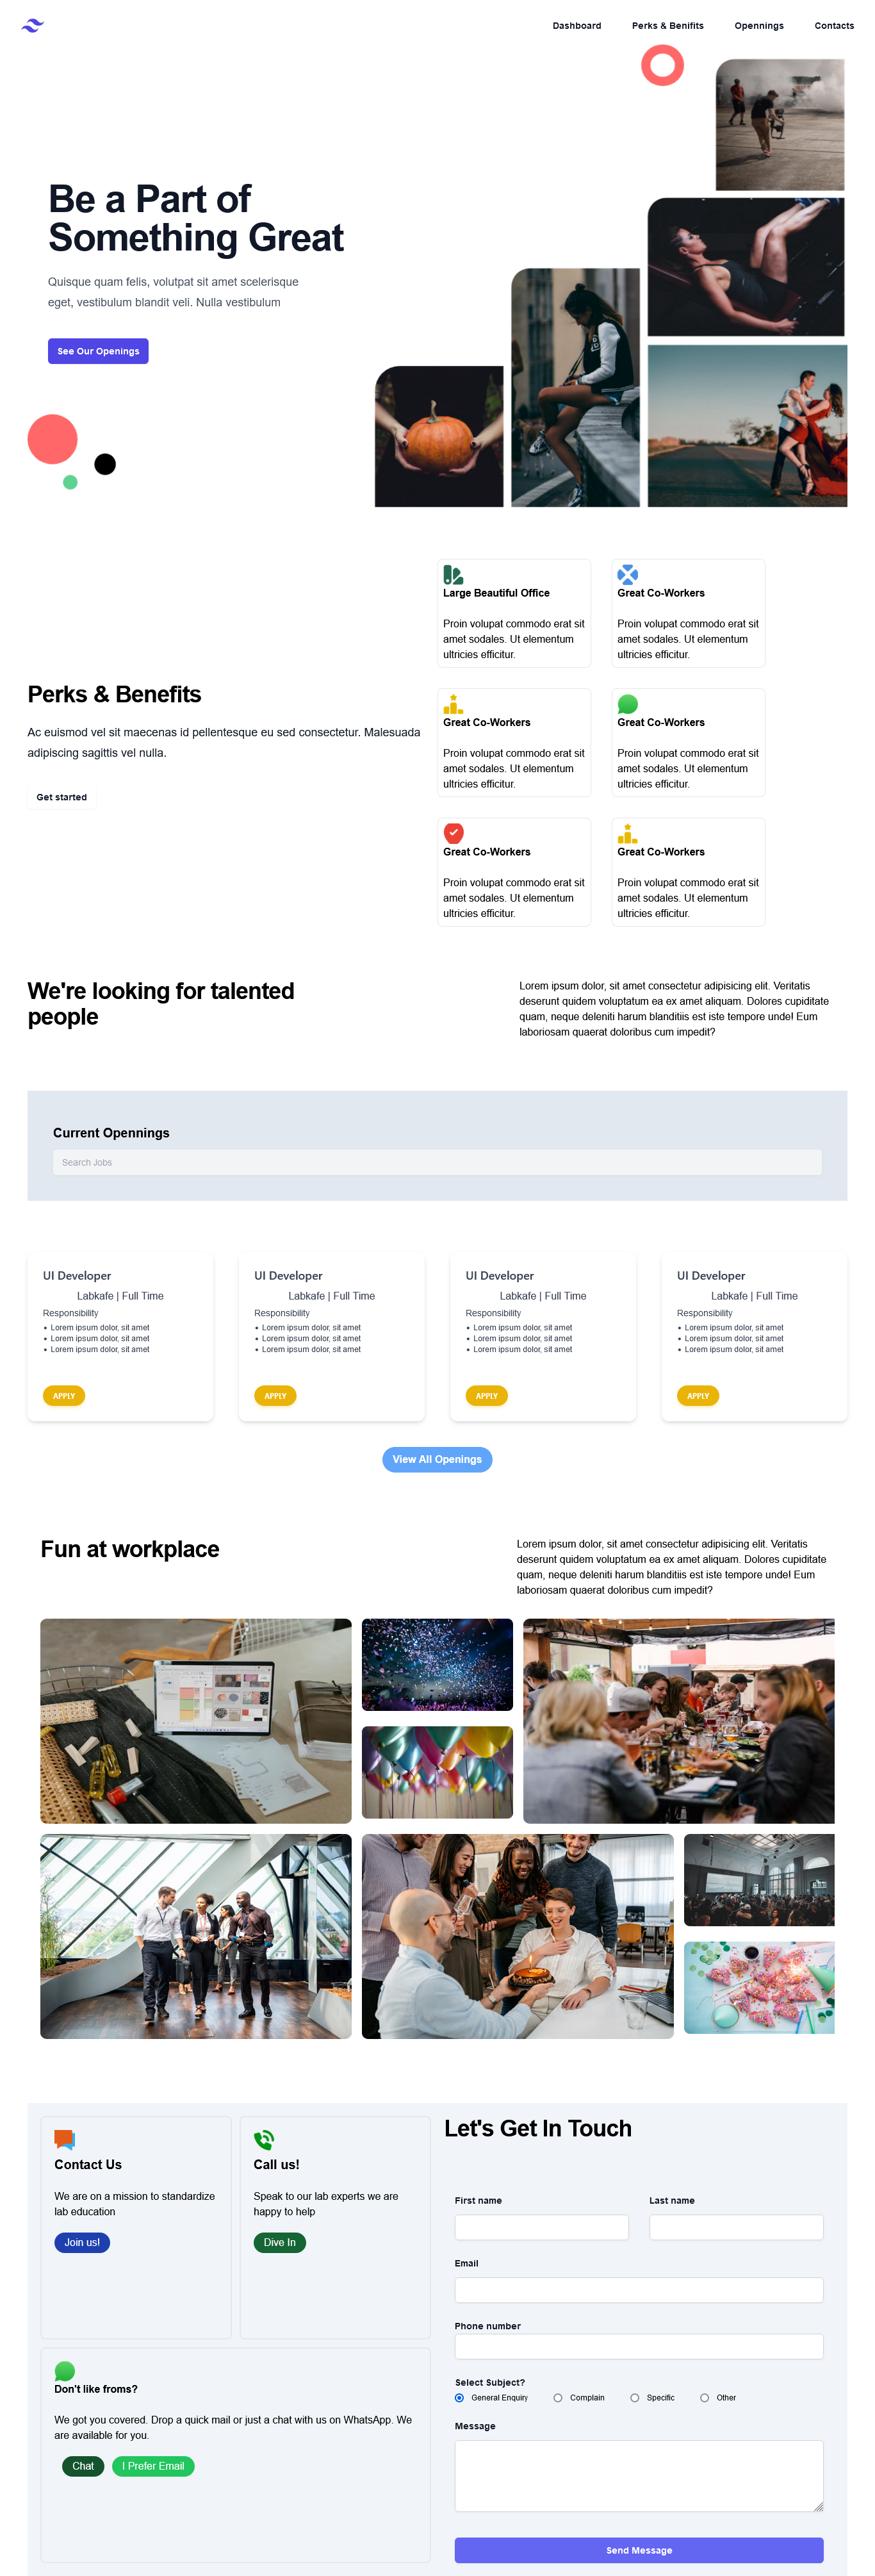 Dashboard
Perks & Benifits
Opennings
Contacts
Be a Part of
Something Great
Quisque quam felis, volutpat sit amet scelerisque
eget, vestibulum blandit veli. Nulla vestibulum
See Our Openings
Large Beautiful Office
Proin volupat commodo erat sit
amet sodales. Ut elementum
ultricies efficitur.
Great Co-Workers
Proin volupat commodo erat sit
amet sodales. Ut elementum
ultricies efficitur.
Perks & Benefits
Ac euismod vel sit maecenas id pellentesque eu sed consectetur. Malesuada
adipiscing sagittis vel nulla.
Get started
Great Co-Workers
Proin volupat commodo erat sit
amet sodales. Ut elementum
ultricies efficitur.
Great Co-Workers
Proin volupat commodo erat sit
amet sodales. Ut elementum
ultricies efficitur.
Great Co-Workers
Proin volupat commodo erat sit
amet sodales. Ut elementum
ultricies efficitur.
Great Co-Workers
Proin volupat commodo erat sit
amet sodales. Ut elementum
ultricies efficitur.
We're looking for talented
people
Lorem ipsum dolor, sit amet consectetur adipisicing elit. Veritatis
deserunt quidem voluptatum ea ex amet aliquam. Dolores cupiditate
quam, neque deleniti harum blanditiis est iste tempore unde! Eum
laboriosam quaerat doloribus cum impedit?
Current Opennings
Search Jobs
UI Developer
Labkafe | Full Time
Responsibility
• Lorem ipsum dolor, sit amet
• Lorem ipsum dolor, sit amet
• Lorem ipsum dolor, sit amet
APPLY
UI Developer
Labkafe | Full Time
Responsibility
• Lorem ipsum dolor, sit amet
• Lorem ipsum dolor, sit amet
• Lorem ipsum dolor, sit amet
APPLY
UI Developer
Labkafe | Full Time
Responsibility
• Lorem ipsum dolor, sit amet
• Lorem ipsum dolor, sit amet
• Lorem ipsum dolor, sit amet
APPLY
UI Developer
Labkafe | Full Time
Responsibility
• Lorem ipsum dolor, sit amet
• Lorem ipsum dolor, sit amet
• Lorem ipsum dolor, sit amet
APPLY
View All Openings
Fun at workplace
Lorem ipsum dolor, sit amet consectetur adipisicing elit. Veritatis
deserunt quidem voluptatum ea ex amet aliquam. Dolores cupiditate
quam, neque deleniti harum blanditiis est iste tempore unde! Eum
laboriosam quaerat doloribus cum impedit?
Contact Us
We are on a mission to standardize
lab education
Join us!
Call us!
Speak to our lab experts we are
happy to help
Dive In
Don't like froms?
We got you covered. Drop a quick mail or just a chat with us on WhatsApp. We
are available for you.
Chat
I Prefer Email
Let's Get In Touch
First name
Last name
Email
Phone number
Select Subject?
General Enquiry
Complain
Specific
Other
Message
Send Message